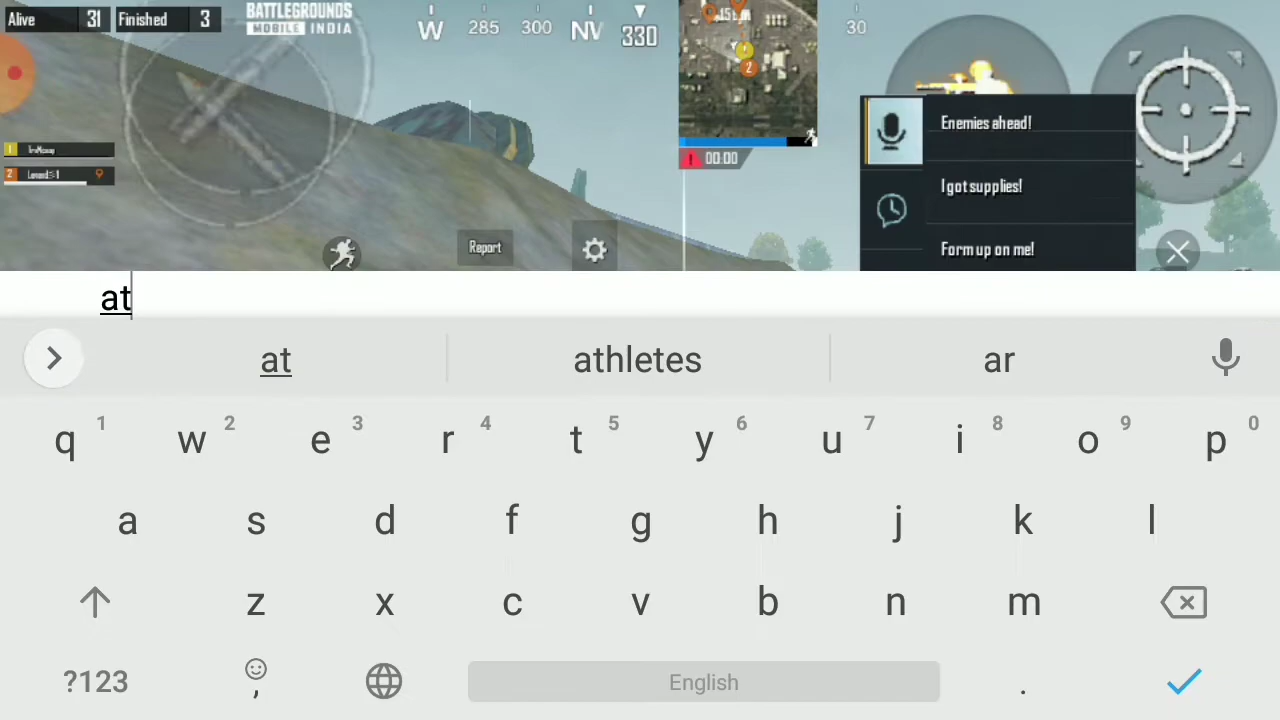 Alive 31 Finished 3
BATTLEGROUNDS
MOBILE INDIA
W 285 300 NW 330 30
00:00
1
2
Enemies ahead!
I got supplies!
Form up on me!
Report
at
at athletes ar
q 1 w 2 e 3 r 4 t 5 y 6 u 7 i 8 o 9 p 0
a s d f g h j k l
z x c v b n m
?123 , English .